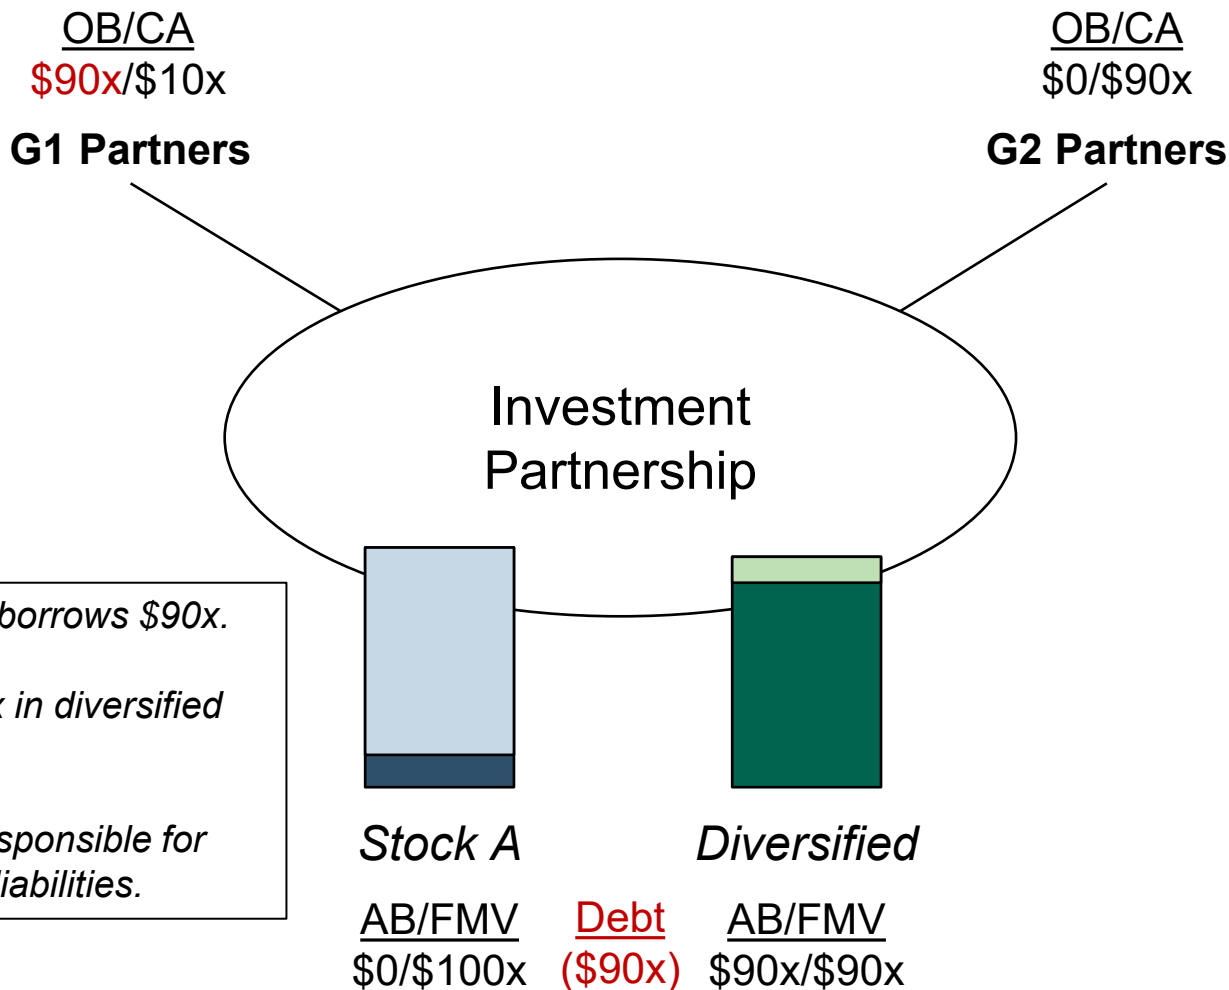 OB/CA
$90x/$10x
G1 Partners
OB/CA
$0/$90x
G2 Partners
Investment
Partnership
borrows $90x.
x in diversified
sponsible for
liabilities.
Stock A
Diversified
AB/FMV
$0/$100x
Debt
($90x)
AB/FMV
$90x/$90x